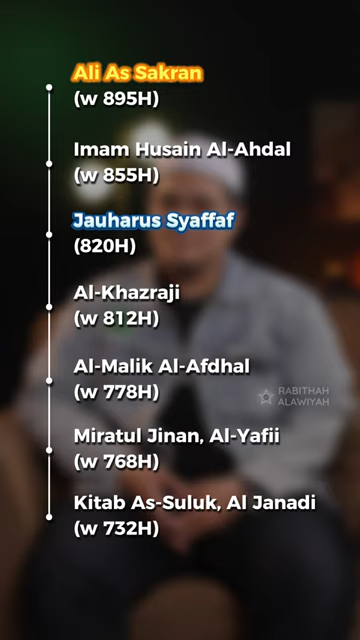 Ali As Sakran
(w 895H)
Imam Husain Al-Ahdal
(w 855H)
Jauharus Syaffaf
(820H)
Al-Khazraji
(w 812H)
Al-Malik Al-Afdhal
(w 778H)
RABITHAH
ALAWIYAH
Miratul Jinan, Al-Yafii
(w 768H)
Kitab As-Suluk, Al Janadi
(w 732H)